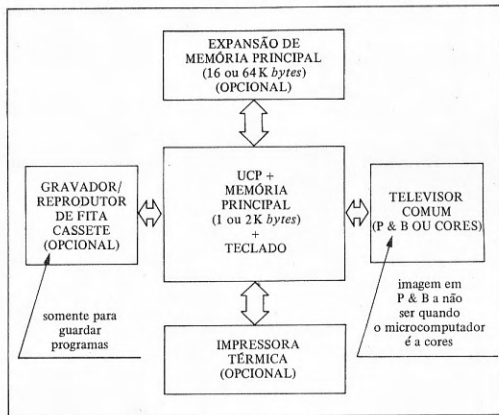 EXPANSÃO DE
MEMÓRIA PRINCIPAL
(16 ou 64K bytes)
(OPCIONAL)
GRAVADOR/
REPRODUTOR
DE FITA
CASSETE
(OPCIONAL)
UCP +
MEMÓRIA
PRINCIPAL
(1 ou 2K bytes)
+
TECLADO
TELEVISOR
COMUM
(P & B OU CORES)
somente para
guardar
programas
imagem em
P & B a não
ser quando
o microcomputador
é a cores
IMPRESSORA
TÉRMICA
(OPCIONAL)